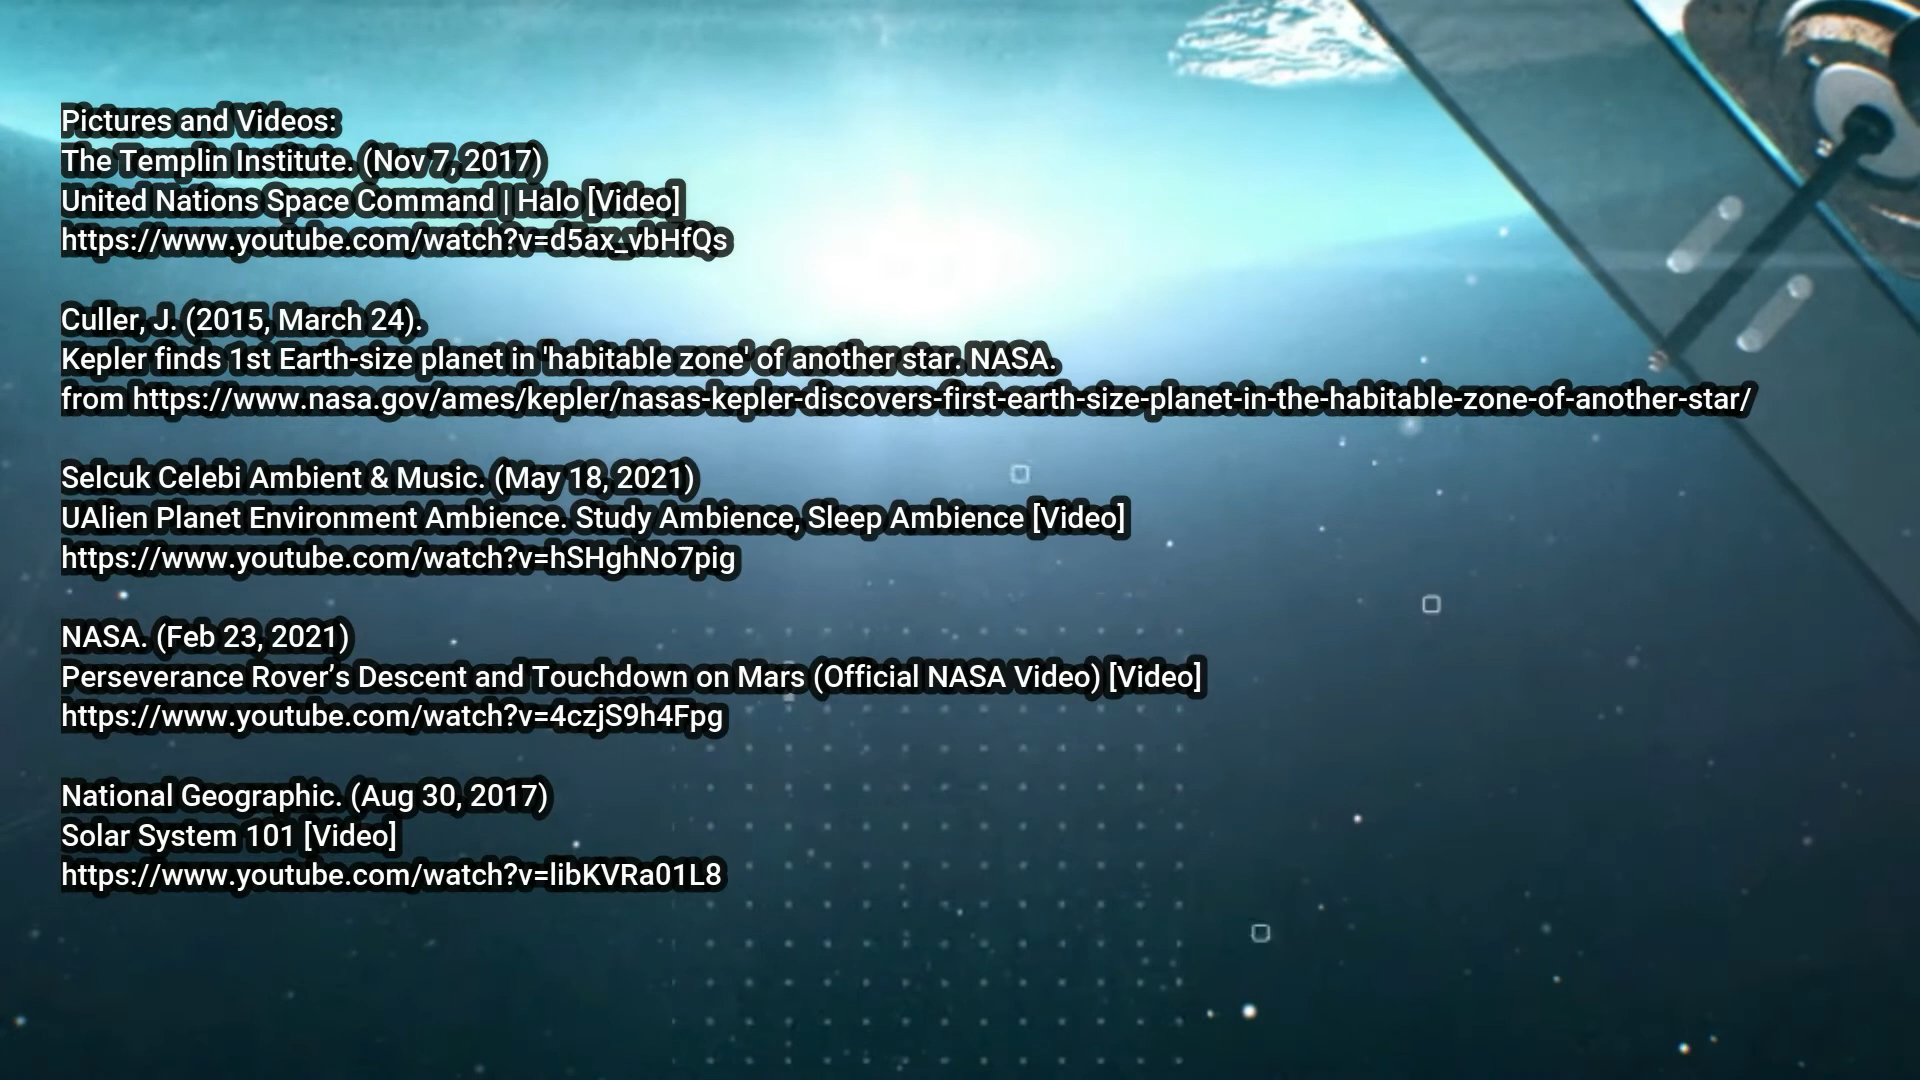 Pictures and Videos:
The Templin Institute. (Nov 7, 2017)
United Nations Space Command | Halo [Video]
https://www.youtube.com/watch?v=d5ax_vbHfQs
Culler, J. (2015, March 24).
Kepler finds 1st Earth-size planet in 'habitable zone' of another star. NASA.
from https://www.nasa.gov/ames/kepler/nasas-kepler-discovers-first-earth-size-planet-in-the-habitable-zone-of-another-star/
Selcuk Celebi Ambient & Music. (May 18, 2021)
UAlien Planet Environment Ambience. Study Ambience, Sleep Ambience [Video]
https://www.youtube.com/watch?v=hSHghNo7pig
NASA. (Feb 23, 2021)
Perseverance Rover’s Descent and Touchdown on Mars (Official NASA Video) [Video]
https://www.youtube.com/watch?v=4czjS9h4Fpg
National Geographic. (Aug 30, 2017)
Solar System 101 [Video]
https://www.youtube.com/watch?v=libKVRa01L8